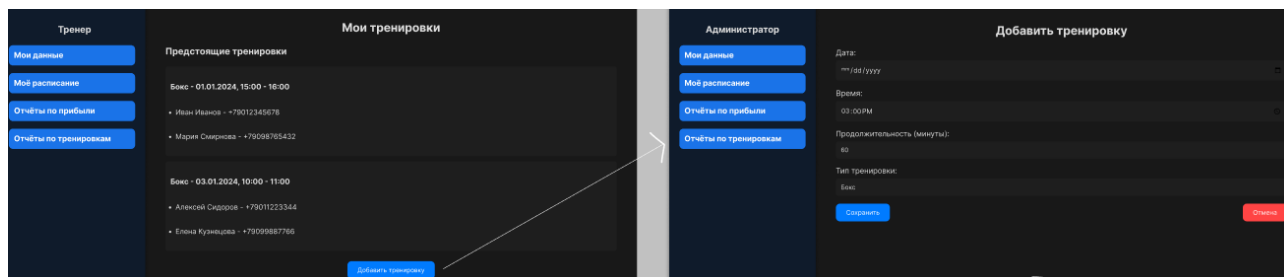 Тренер
Мои данные
Моё расписание
Отчёты по прибыли
Отчёты по тренировкам
Мои тренировки
Предстоящие тренировки
Бокс - 01.01.2024, 15:00 - 16:00
• Иван Иванов - +79012345678
• Мария Смирнова - +79098765432
Бокс - 03.01.2024, 10:00 - 11:00
• Алексей Сидоров - +79011223344
• Елена Кузнецова - +79099887766
Добавить тренировку
Администратор
Мои данные
Моё расписание
Отчёты по прибыли
Отчёты по тренировкам
Добавить тренировку
Дата:
mm/dd/yyyy
Время:
03:00PM
Продолжительность (минуты):
60
Тип тренировки:
Бокс
Сохранить
Отмена